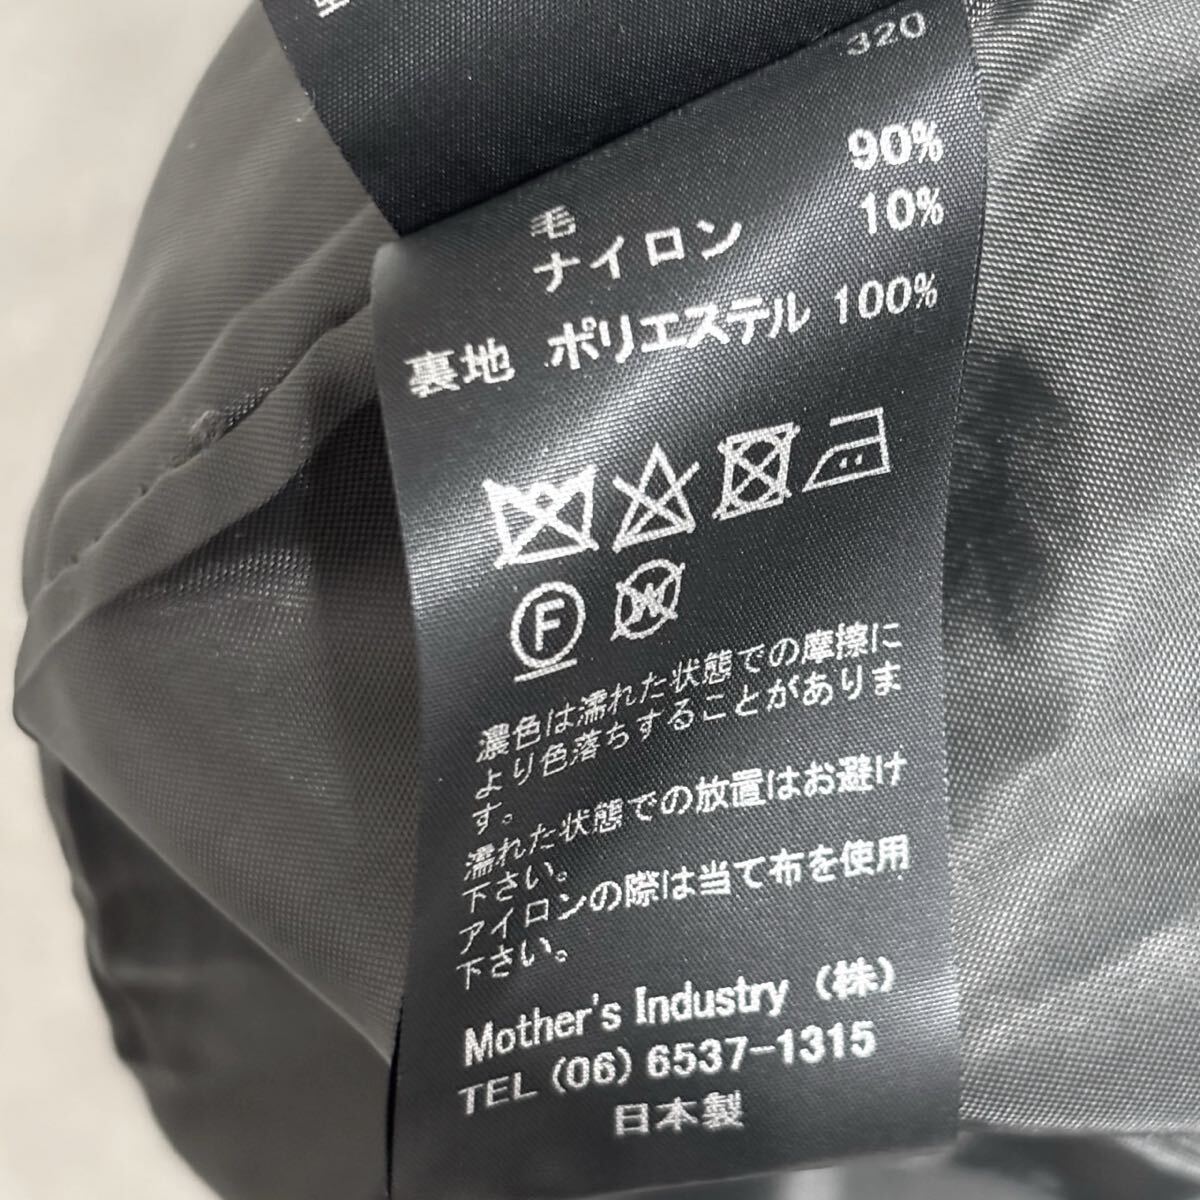 320
毛 90%
ナイロン 10%
裏地 ポリエステル 100%
F W
濃色は濡れた状態での摩擦に
より色落ちすることがありま
す。
濡れた状態での放置はお避け
下さい。
アイロンの際は当て布を使用
下さい。
Mother's Industry (株)
TEL (06) 6537-1315
日本製